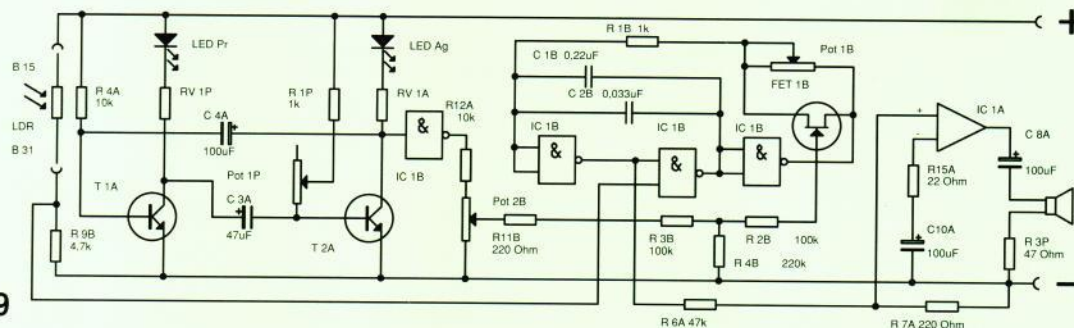 +
R 1B 1k
LED Pr
LED Ag
Pot 1B
C 1B 0,22uF
B 15
R 4A
10k
RV 1P
R 1P
1k
RV 1A
R12A
10k
C 2B 0,033uF
FET 1B
IC 1A
LDR
C 4A
100uF
&
IC 1B
IC 1B
IC 1B
&
&
&
+
-
C 8A
100uF
B 31
Pot 1P
IC 1B
R15A
22 Ohm
T 1A
C 3A
47uF
Pot 2B
R 9B
4,7k
T 2A
R11B
220 Ohm
R 3B
100k
R 2B
100k
R 4B
220k
C10A
100uF
R 3P
47 Ohm
-
9
R 6A 47k
R 7A 220 Ohm